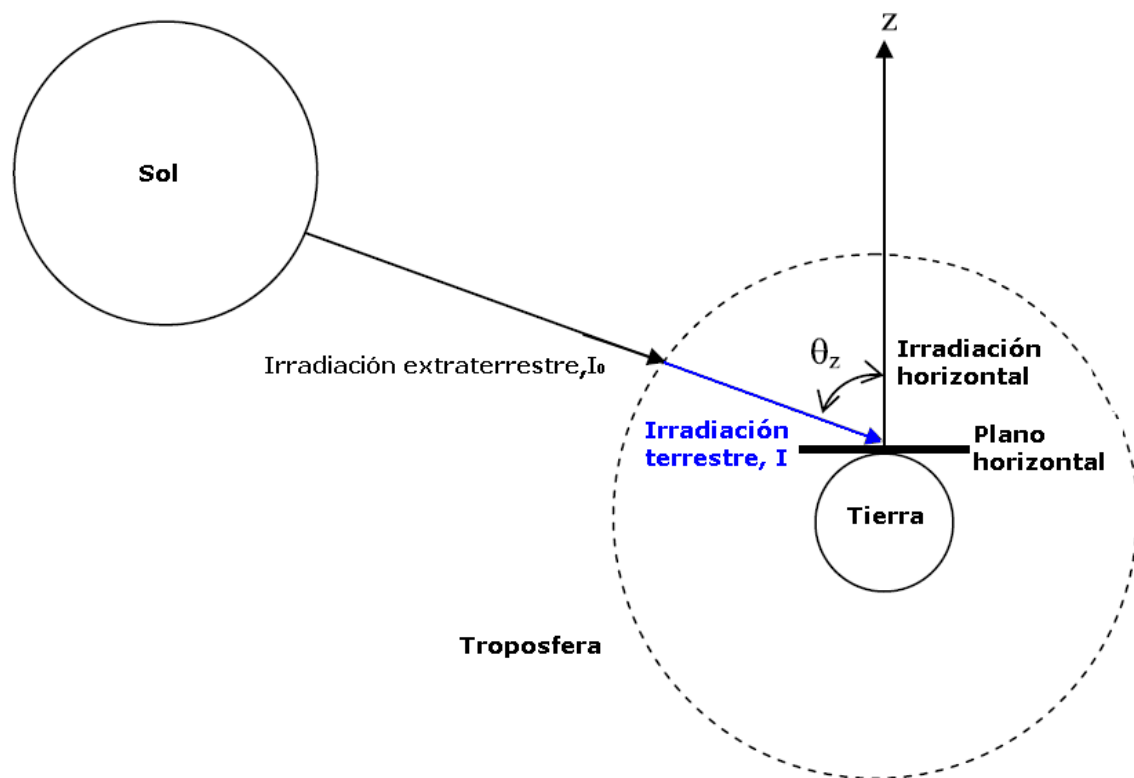 z
Sol
Irradiación extraterrestre, I₀
θz
Irradiación
horizontal
Irradiación
terrestre, I
Plano
horizontal
Tierra
Troposfera